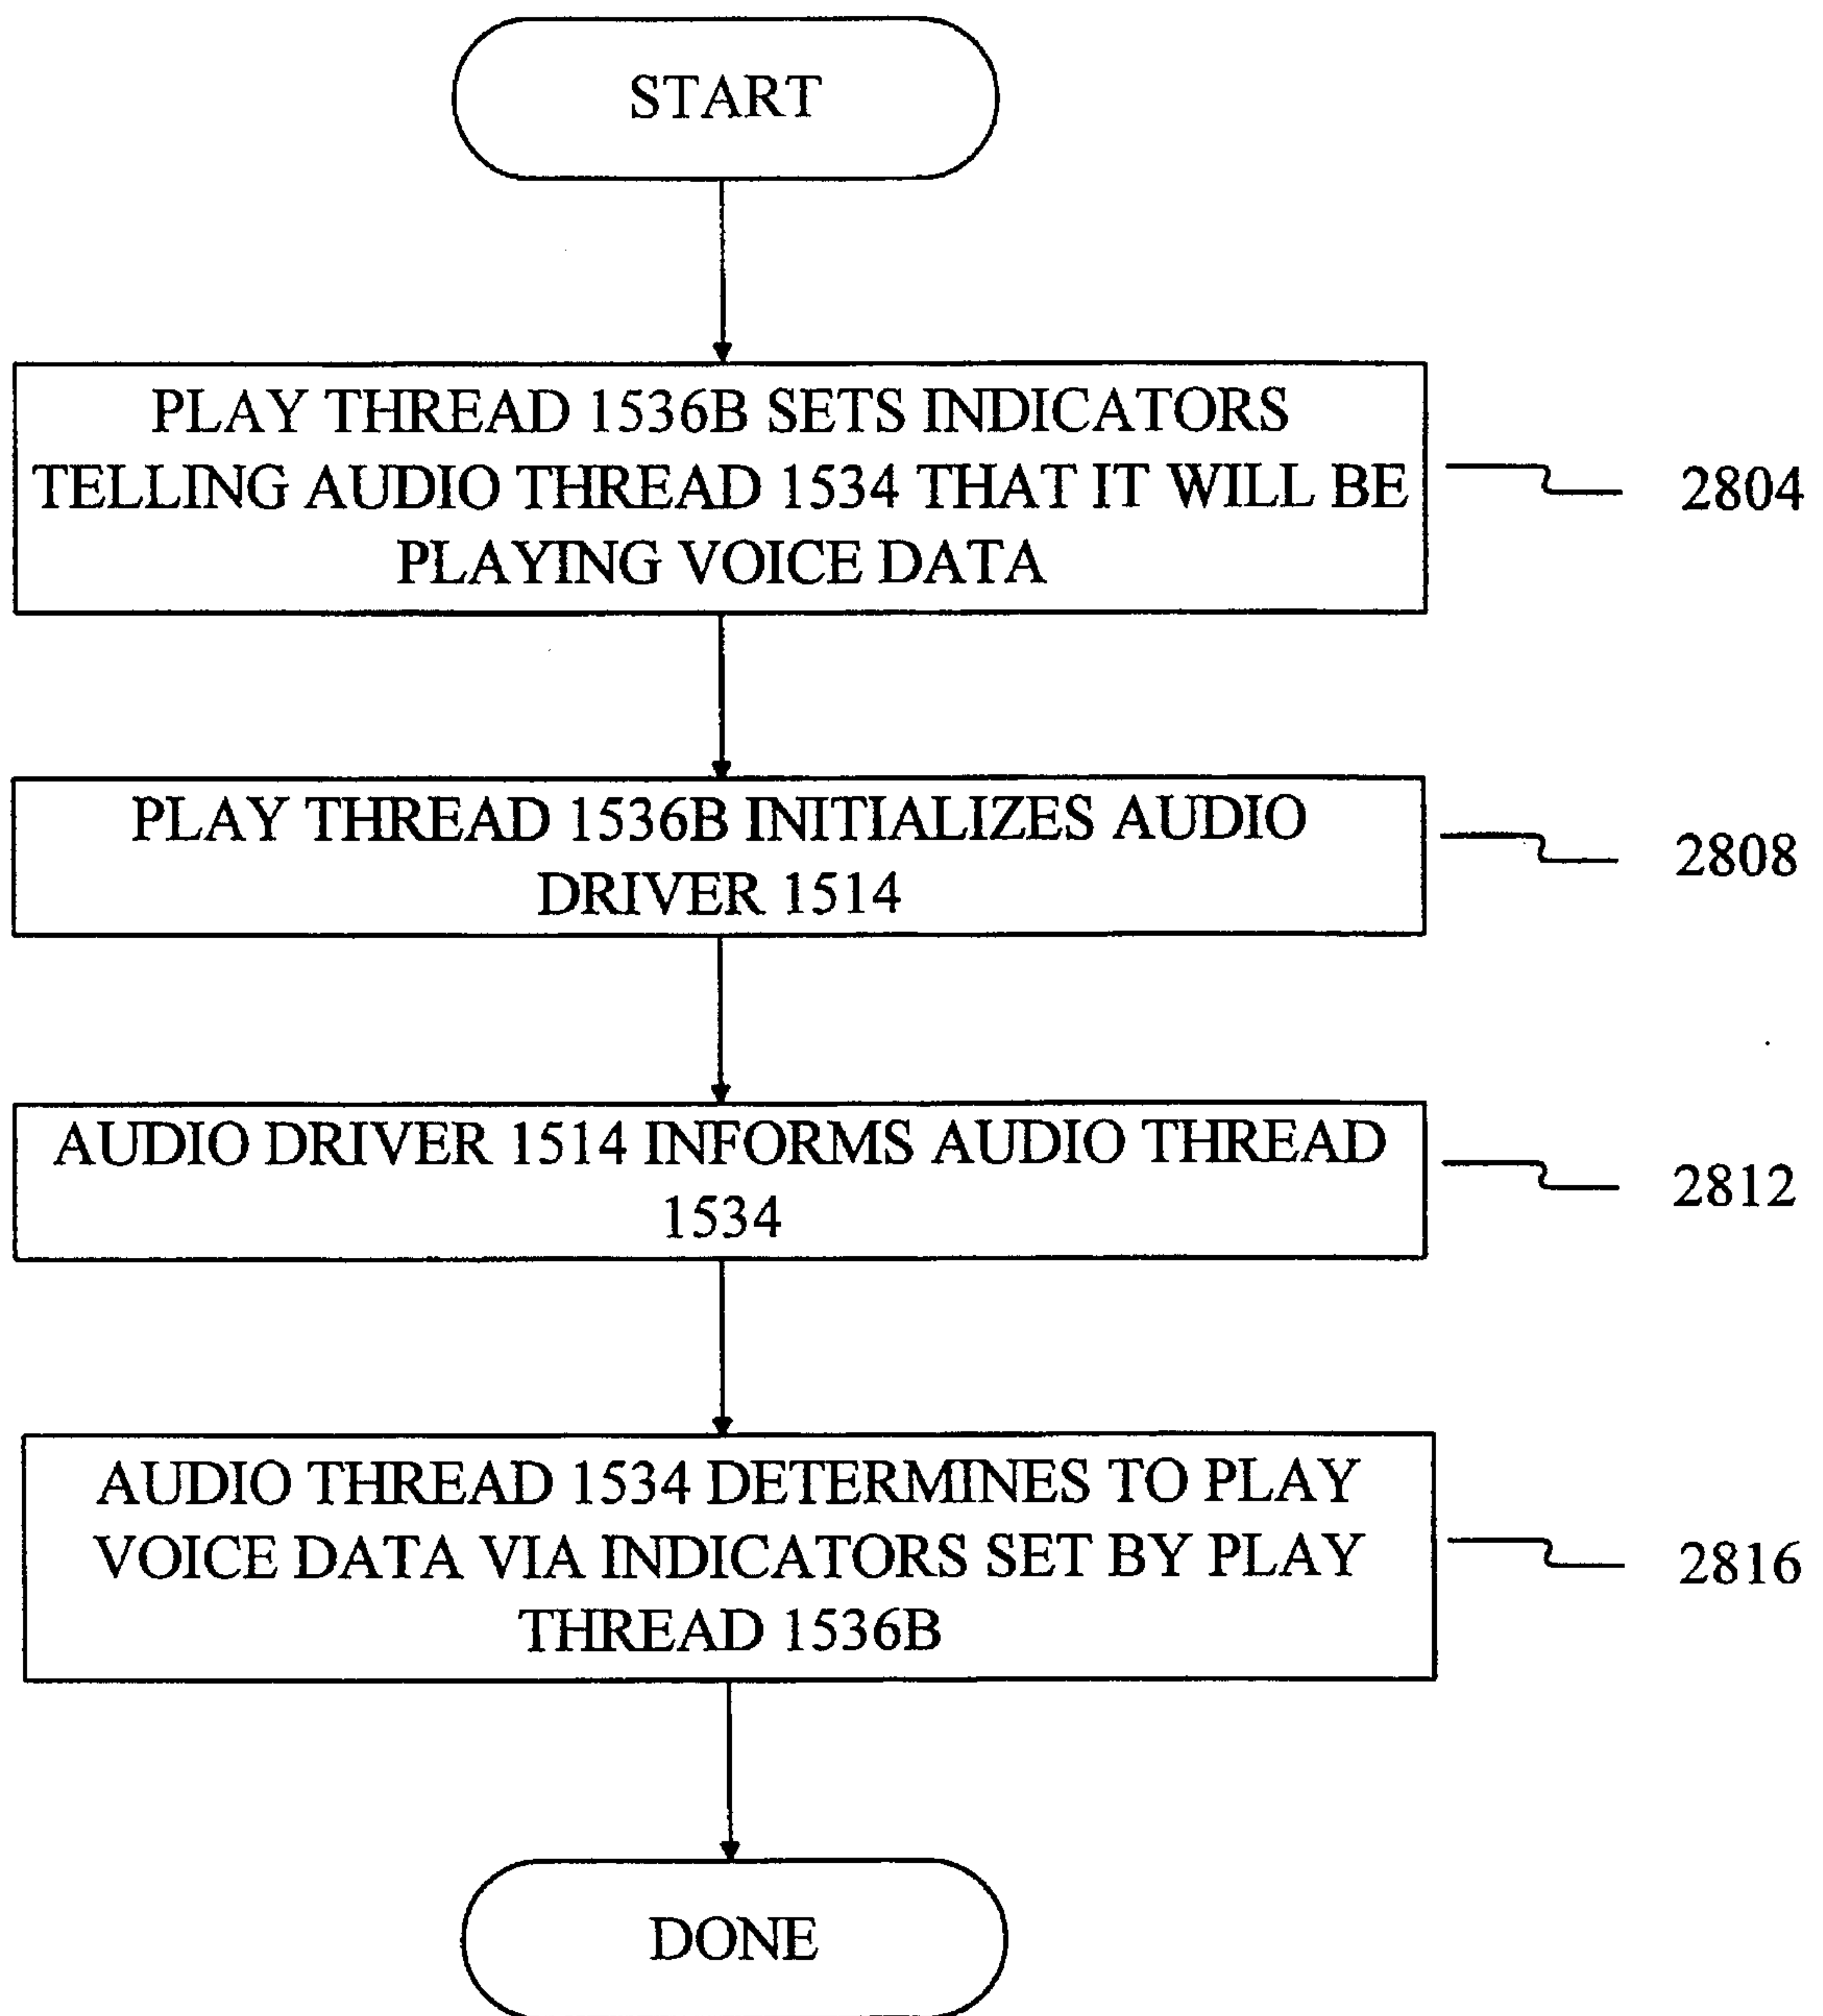 START
PLAY THREAD 1536B SETS INDICATORS
TELLING AUDIO THREAD 1534 THAT IT WILL BE
PLAYING VOICE DATA
2804
PLAY THREAD 1536B INITIALIZES AUDIO
DRIVER 1514
2808
AUDIO DRIVER 1514 INFORMS AUDIO THREAD
1534
2812
AUDIO THREAD 1534 DETERMINES TO PLAY
VOICE DATA VIA INDICATORS SET BY PLAY
THREAD 1536B
2816
DONE